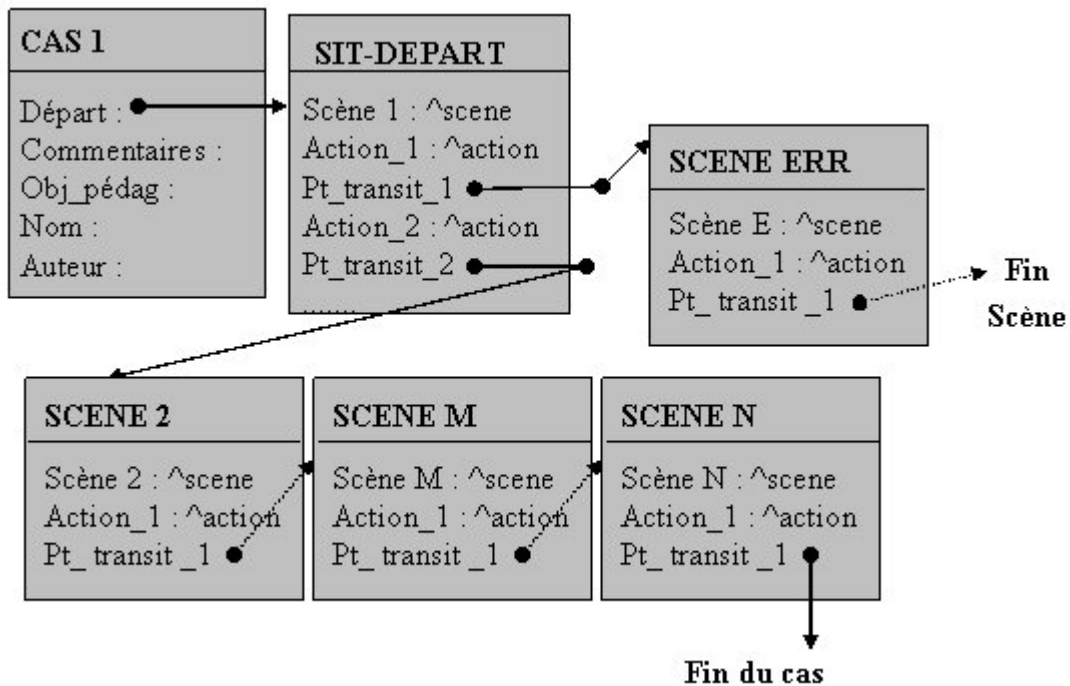 CAS 1
Départ :
Commentaires :
Obj_pédag :
Nom :
Auteur :
SIT-DEPART
Scène 1 : ^scene
Action_1 : ^action
Pt_transit_1
Action_2 : ^action
Pt_transit_2
.......
SCENE ERR
Scène E : ^scene
Action_1 : ^action
Pt_ transit _1
Fin
Scène
SCENE 2
Scène 2 : ^scene
Action_1 : ^action
Pt_ transit _1
SCENE M
Scène M : ^scene
Action_1 : ^action
Pt_ transit _1
SCENE N
Scène N : ^scene
Action_1 : ^action
Pt_ transit _1
Fin du cas